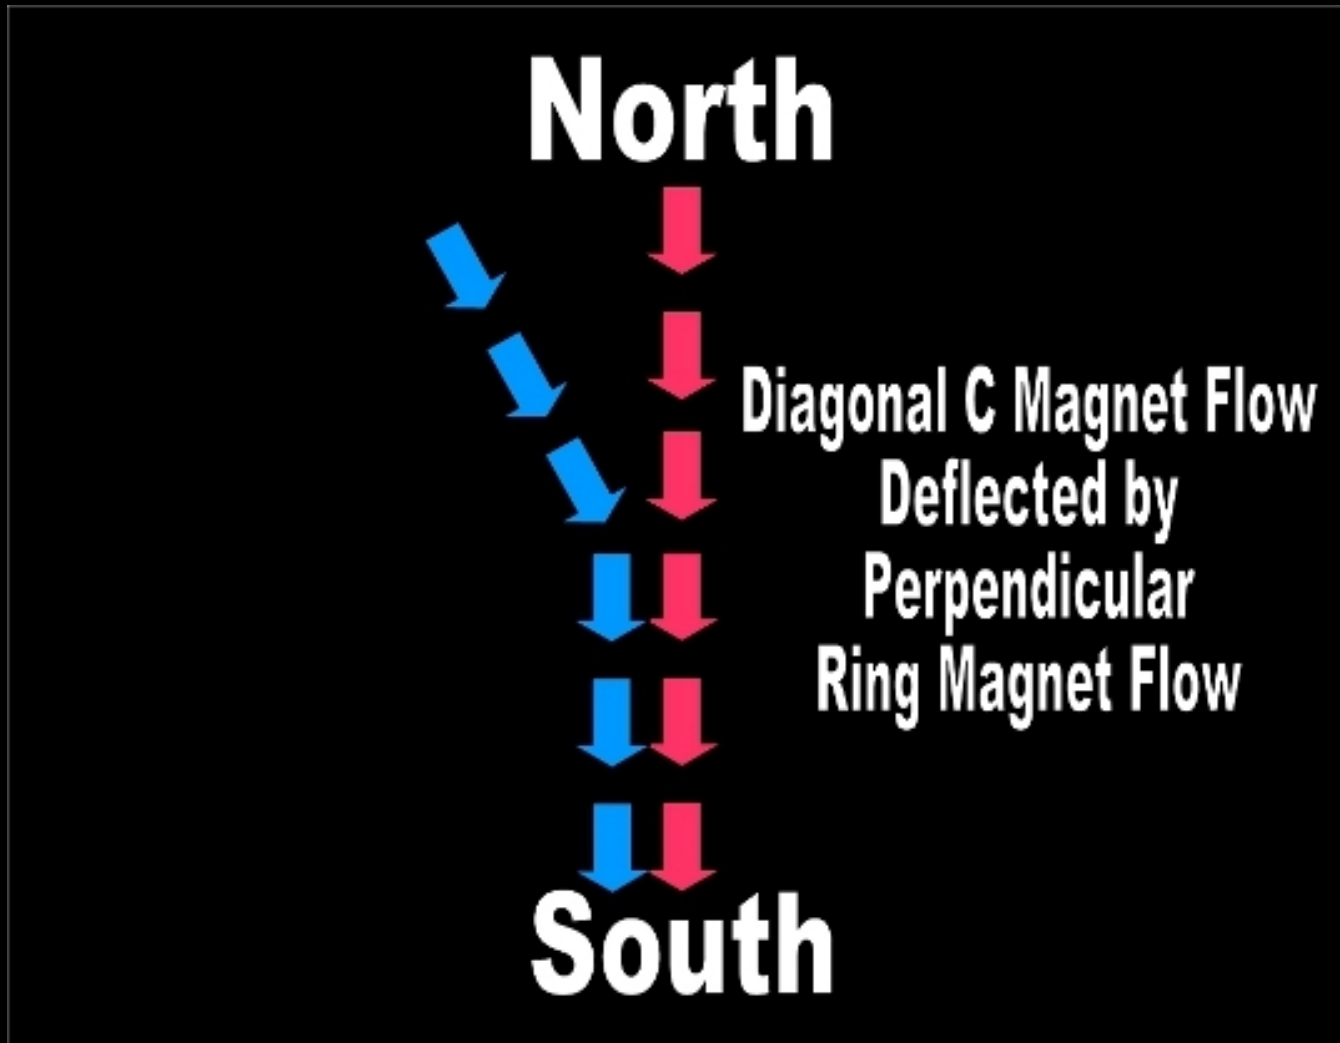 North
Diagonal C Magnet Flow
Deflected by
Perpendicular
Ring Magnet Flow
South